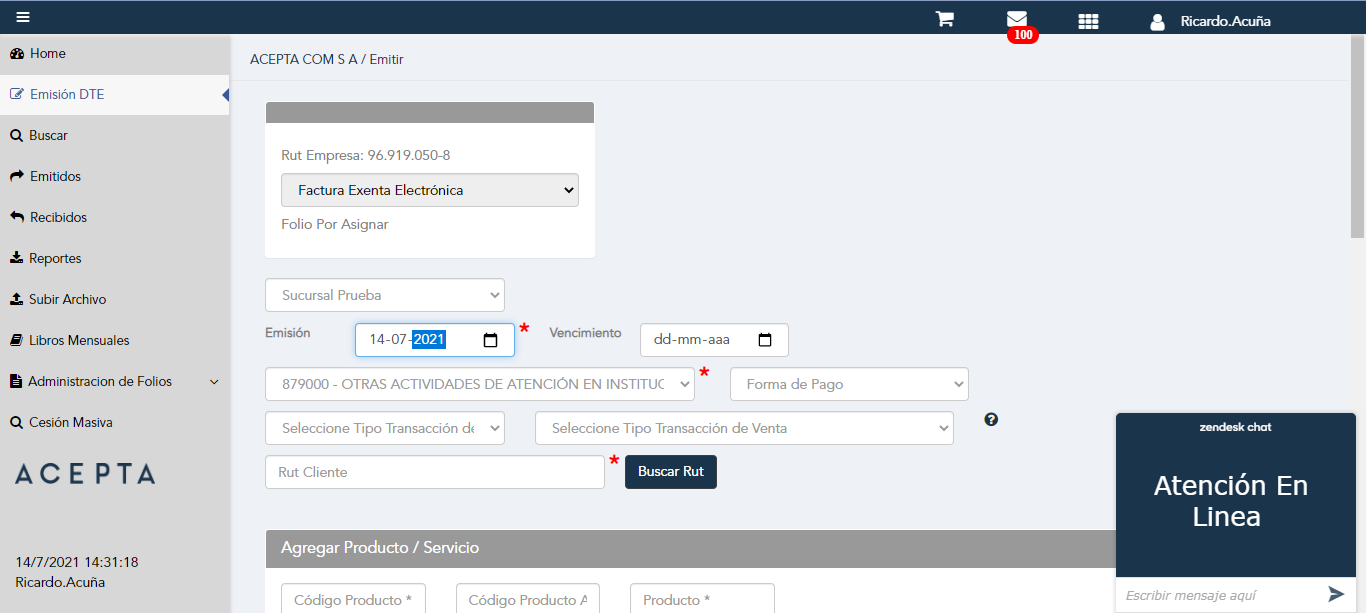 100
Ricardo.Acuña
Home
Emisión DTE
Buscar
Emitidos
Recibidos
Reportes
Subir Archivo
Libros Mensuales
Administracion de Folios
Cesión Masiva
ACEPTA
14/7/2021 14:31:18
Ricardo.Acuña
ACEPTA COM S A / Emitir
Rut Empresa: 96.919.050-8
Factura Exenta Electrónica
Folio Por Asignar
Sucursal Prueba
Emisión 14-07-2021 * Vencimiento dd-mm-aaa
879000 - OTRAS ACTIVIDADES DE ATENCIÓN EN INSTITUC * Forma de Pago
Seleccione Tipo Transacción de Seleccione Tipo Transacción de Venta ?
Rut Cliente * Buscar Rut
Agregar Producto / Servicio
Código Producto * Código Producto A Producto *
zendesk chat
Atención En
Linea
Escribir mensaje aquí